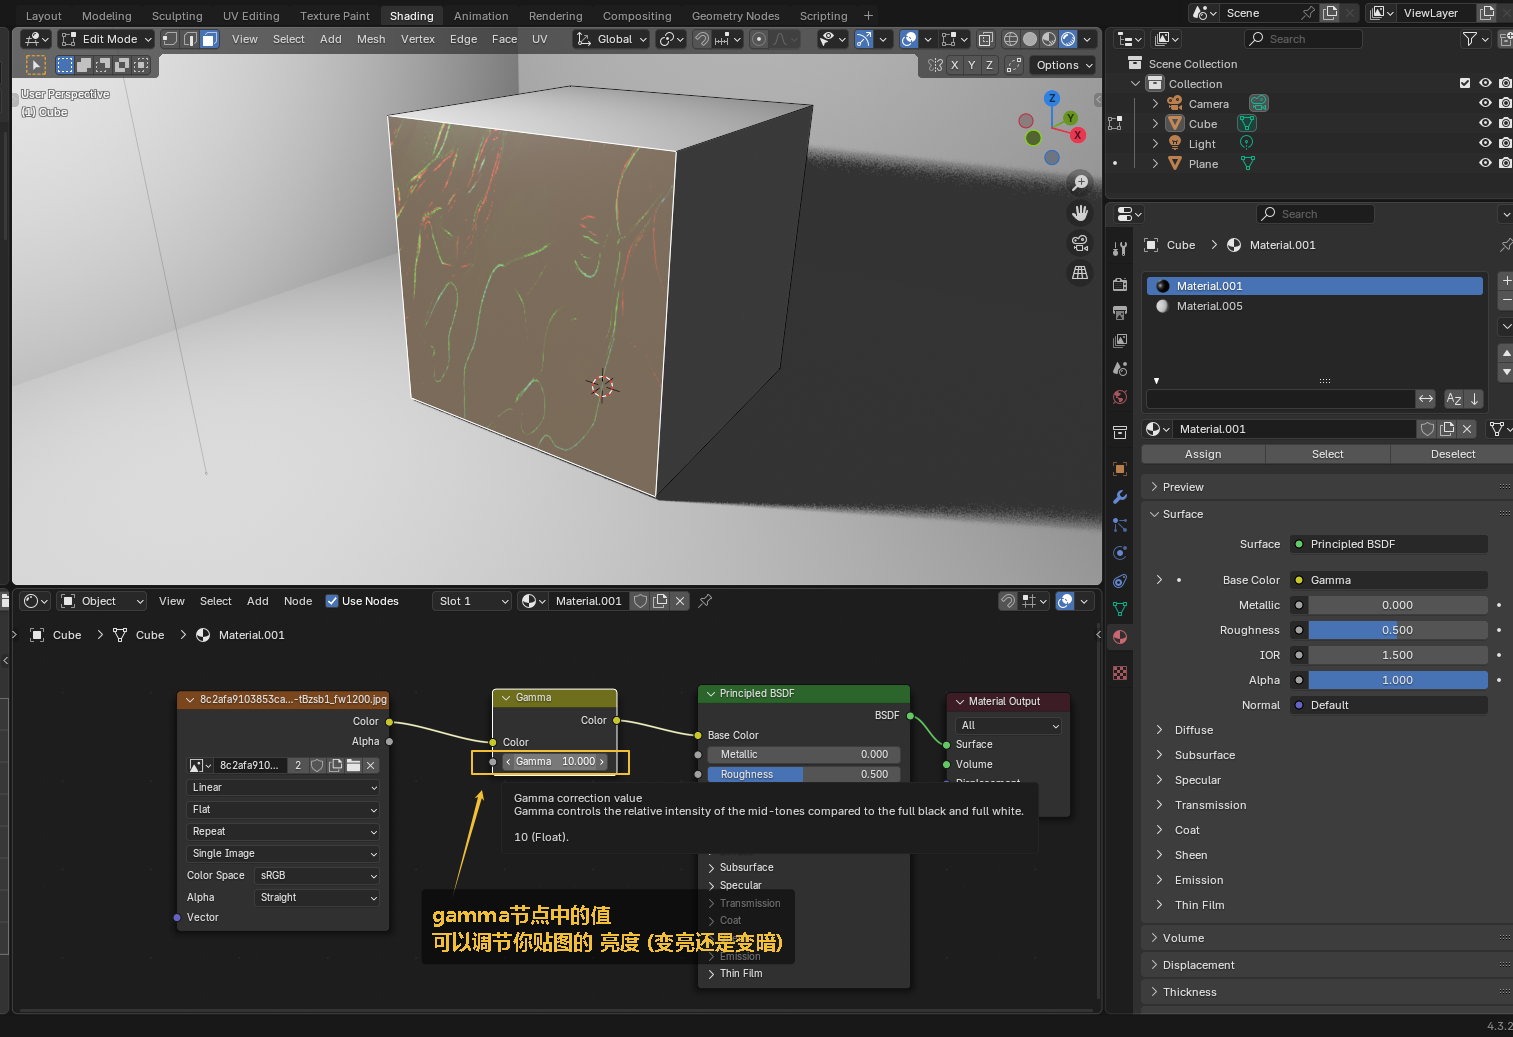 Layout Modeling Sculpting UV Editing Texture Paint Shading Animation Rendering Compositing Geometry Nodes Scripting +
Scene
ViewLayer
Edit Mode View Select Add Mesh Vertex Edge Face UV Global
Search
X Y Z Options
User Perspective
(1) Cube
Z
Y
X
Scene Collection
Collection
Camera
Cube
Light
Plane
Search
Cube > Material.001
Material.001
Material.005
Material.001
Assign Select Deselect
Preview
Surface
Surface Principled BSDF
Base Color Gamma
Metallic 0.000
Roughness 0.500
IOR 1.500
Alpha 1.000
Normal Default
Diffuse
Subsurface
Specular
Transmission
Coat
Sheen
Emission
Thin Film
Volume
Displacement
Thickness
Object View Select Add Node Use Nodes Slot 1 Material.001
Cube > Cube > Material.001
8c2afa9103853ca...-tBzsb1_fw1200.jpg
Color
Alpha
8c2afa910... 2
Linear
Flat
Repeat
Single Image
Color Space sRGB
Alpha Straight
Vector
Gamma
Color
Color
Gamma 10.000
Principled BSDF
BSDF
Base Color
Metallic 0.000
Roughness 0.500
Material Output
All
Surface
Volume
Displacement
Gamma correction value
Gamma controls the relative intensity of the mid-tones compared to the full black and full white.
10 (Float).
Subsurface
Specular
Transmission
Coat
Emission
Thin Film
gamma节点中的值
可以调节你贴图的 亮度 (变亮还是变暗)
4.3.2